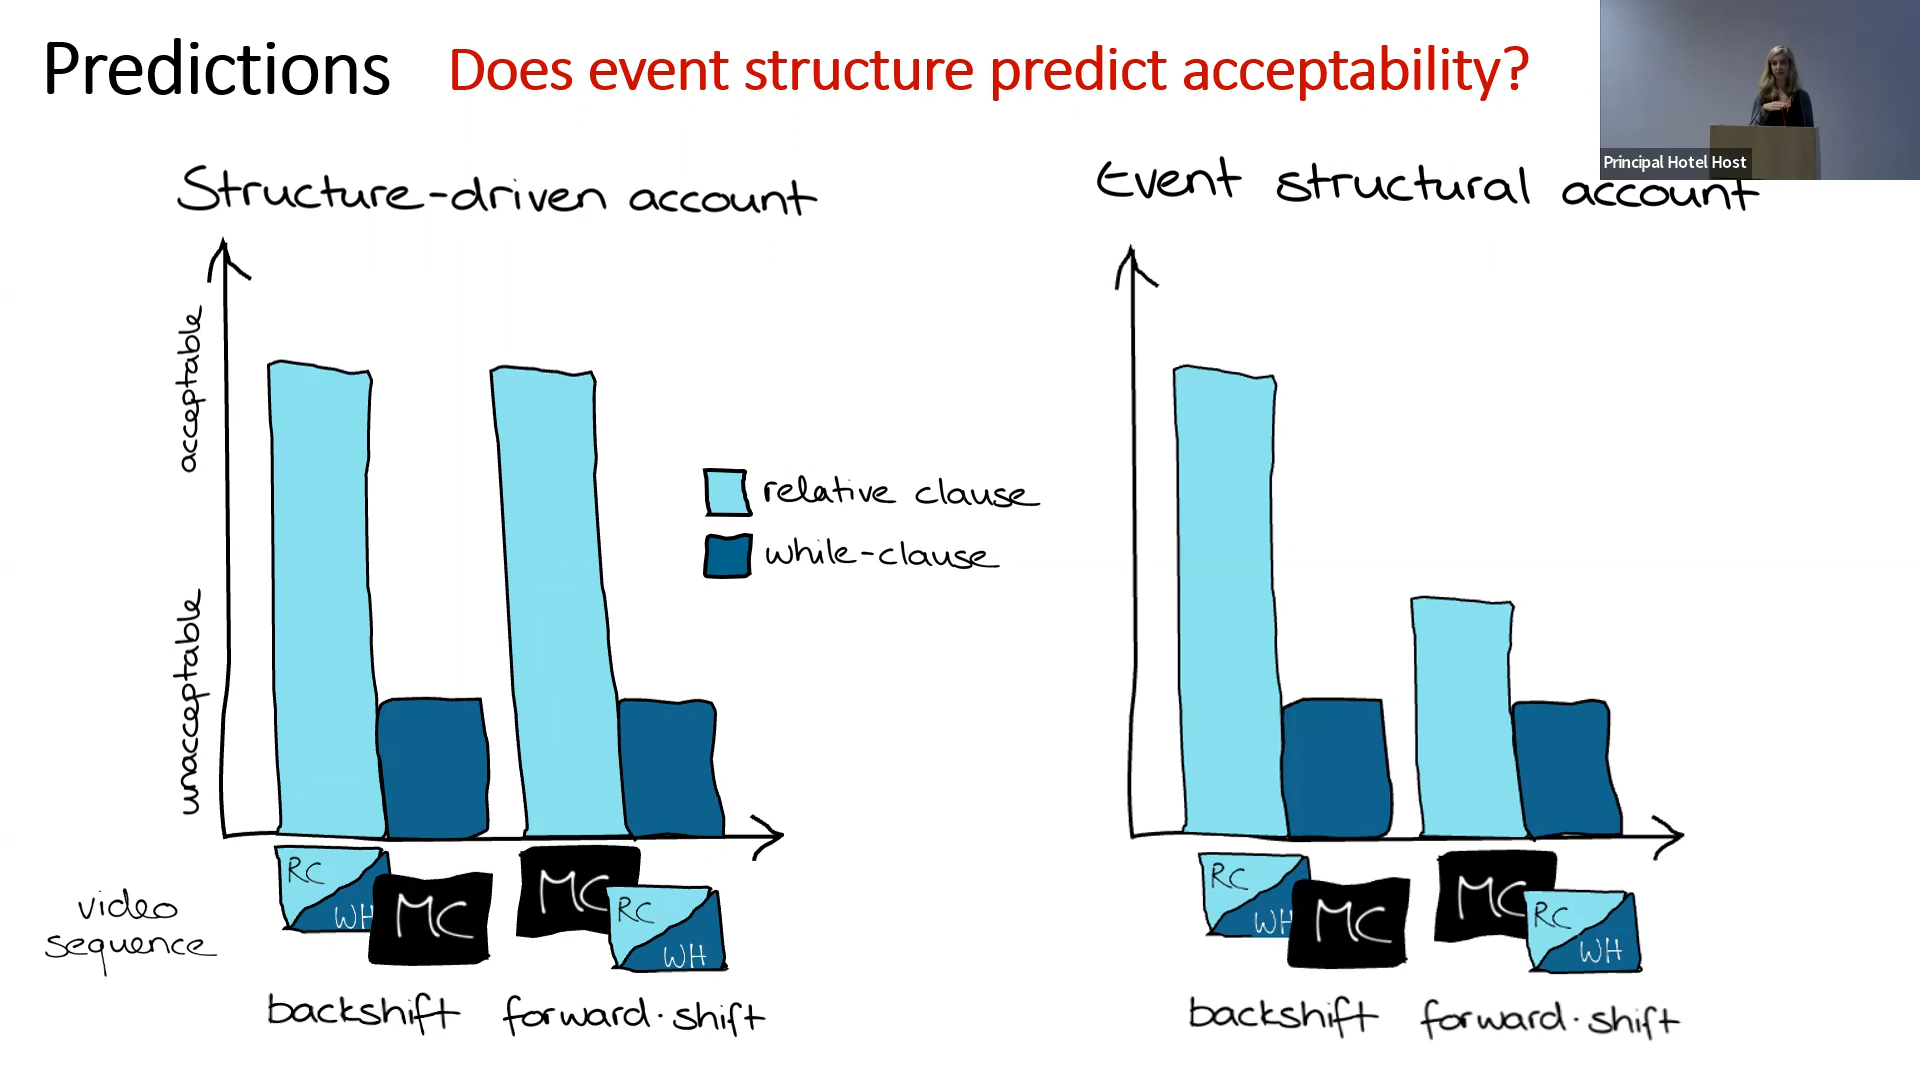 Predictions Does event structure predict acceptability?
Principal Hotel Host
Structure-driven account
Event structural account
acceptable
unacceptable
relative clause
while-clause
RC
WH
MC
MC
RC
WH
RC
WH
MC
MC
RC
WH
video
sequence
backshift
forward·shift
backshift
forward·shift